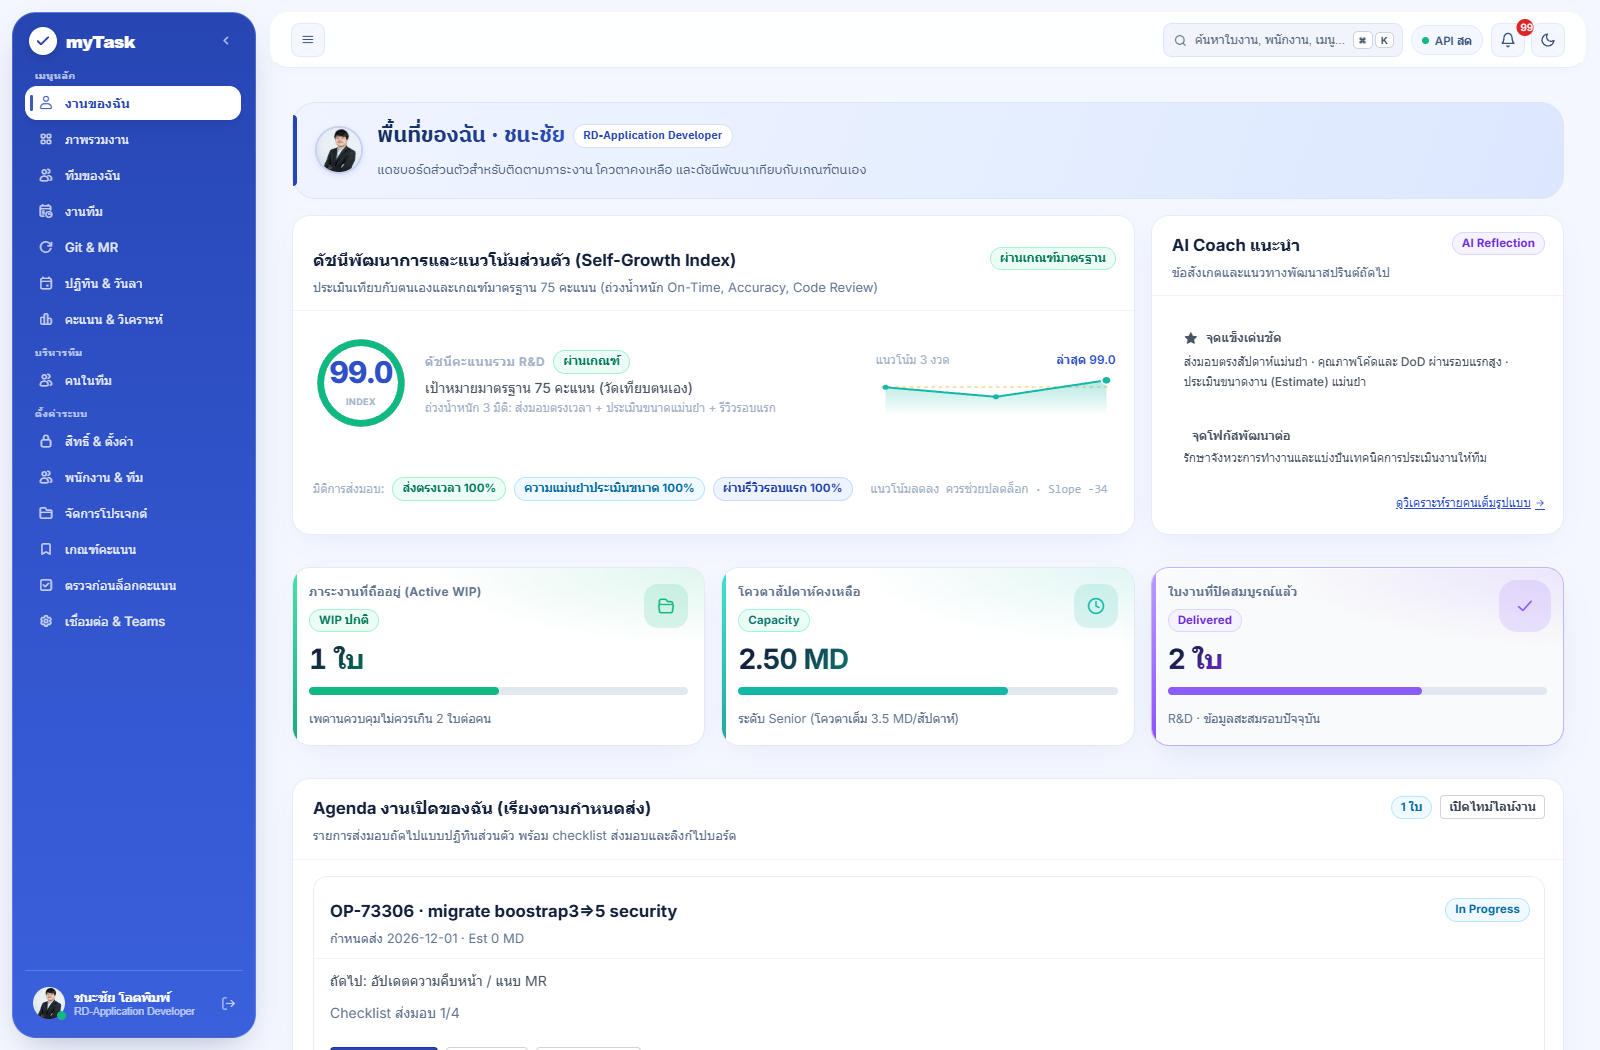 myTask
เมนูหลัก
งานของฉัน
ภาพรวมงาน
ทีมของฉัน
งานทีม
Git & MR
ปฏิทิน & วันลา
คะแนน & วิเคราะห์
บริหารทีม
คนในทีม
ตั้งค่าระบบ
สิทธิ์ & ตั้งค่า
พนักงาน & ทีม
จัดการโปรเจกต์
เกณฑ์คะแนน
ตรวจก่อนล็อกคะแนน
เชื่อมต่อ & Teams
ชนะชัย โอตพิมพ์
RD-Application Developer
ค้นหาใบงาน, พนักงาน, เมนู... ⌘ K
API สด
99
พื้นที่ของฉัน · ชนะชัย RD-Application Developer
แดชบอร์ดส่วนตัวสำหรับติดตามภาระงาน โควตาคงเหลือ และดัชนีพัฒนาเทียบกับเกณฑ์ตนเอง
ดัชนีพัฒนาการและแนวโน้มส่วนตัว (Self-Growth Index) ผ่านเกณฑ์มาตรฐาน
ประเมินเทียบกับตนเองและเกณฑ์มาตรฐาน 75 คะแนน (ถ่วงน้ำหนัก On-Time, Accuracy, Code Review)
99.0
INDEX
ดัชนีคะแนนรวม R&D ผ่านเกณฑ์
เป้าหมายมาตรฐาน 75 คะแนน (วัดเทียบตนเอง)
ถ่วงน้ำหนัก 3 มิติ: ส่งมอบตรงเวลา + ประเมินขนาดแม่นยำ + รีวิวรอบแรก
แนวโน้ม 3 งวด ล่าสุด 99.0
มิติการส่งมอบ: ส่งตรงเวลา 100% ความแม่นยำประเมินขนาด 100% ผ่านรีวิวรอบแรก 100% แนวโน้มลดลง ควรช่วยปลดล็อก · Slope -34
AI Coach แนะนำ AI Reflection
ข้อสังเกตและแนวทางพัฒนาสปรินต์ถัดไป
จุดแข็งเด่นชัด
ส่งมอบตรงสัปดาห์แม่นยำ · คุณภาพโค้ดและ DoD ผ่านรอบแรกสูง ·
ประเมินขนาดงาน (Estimate) แม่นยำ
จุดโฟกัสพัฒนาต่อ
รักษาจังหวะการทำงานและแบ่งปันเทคนิคการประเมินงานให้ทีม
ดูวิเคราะห์รายคนเต็มรูปแบบ →
ภาระงานที่ถืออยู่ (Active WIP)
WIP ปกติ
1 ใบ
เพดานควบคุมไม่ควรเกิน 2 ใบต่อคน
โควตาสัปดาห์คงเหลือ
Capacity
2.50 MD
ระดับ Senior (โควตาเต็ม 3.5 MD/สัปดาห์)
ใบงานที่ปิดสมบูรณ์แล้ว
Delivered
2 ใบ
R&D · ข้อมูลสะสมรอบปัจจุบัน
Agenda งานเปิดของฉัน (เรียงตามกำหนดส่ง) 1 ใบ เปิดไทม์ไลน์งาน
รายการส่งมอบถัดไปแบบปฏิทินส่วนตัว พร้อม checklist ส่งมอบและลิงก์ไปบอร์ด
OP-73306 · migrate boostrap3=>5 security In Progress
กำหนดส่ง 2026-12-01 · Est 0 MD
ถัดไป: อัปเดตความคืบหน้า / แนบ MR
Checklist ส่งมอบ 1/4